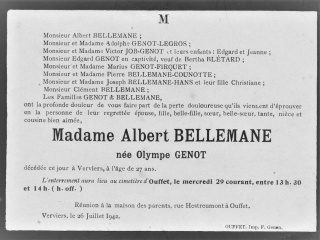 M
Monsieur Albert BELLEMANE ;
Monsieur et Madame Adolphe GENOT-LEGROS ;
Monsieur et Madame Victor JOB-GENOT et leurs enfants : Edgard et Jeanne ;
Monsieur Edgard GENOT en captivité, veuf de Bertha BLÉTARD ;
Monsieur et Madame Marius GENOT-PIRQUET ;
Monsieur et Madame Pierre BELLEMANE-COUNOTTE ;
Monsieur et Madame Joseph BELLEMANE-HANS et leur fille Christiane ;
Monsieur Clément BELLEMANE ;
Les Familles GENOT & BELLEMANE,
ont la profonde douleur de vous faire part de la perte douloureuse qu'ils viennent d'éprouver
en la personne de leur regrettée épouse, fille, belle-fille, sœur, belle-sœur, tante, nièce et
cousine bien aimée,
Madame Albert BELLEMANE
née Olympe GENOT
décédée ce jour à Verviers, à l'âge de 27 ans.
L'enterrement aura lieu au cimetière d'Ouffet, le mercredi 29 courant, entre 13 h. 30
et 14 h. (h. off.)
Réunion à la maison des parents, rue Hestreumont à Ouffet.
Verviers, le 26 Juillet 1942.
OUFFET, Imp. F.